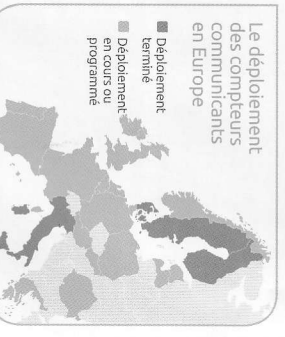 Le déploiement
des compteurs
communicants
en Europe
Déploiement
terminé
Déploiement
en cours ou
programmé